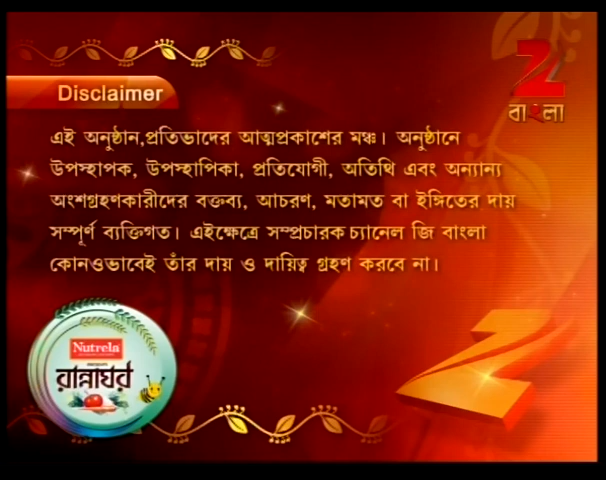 Disclaimer
Z
বাংলা
এই অনুষ্ঠান,প্রতিভাদের আত্মপ্রকাশের মঞ্চ। অনুষ্ঠানে
উপস্থাপক, উপস্থাপিকা, প্রতিযোগী, অতিথি এবং অন্যান্য
অংশগ্রহণকারীদের বক্তব্য, আচরণ, মতামত বা ইঙ্গিতের দায়
সম্পূর্ণ ব্যক্তিগত। এইক্ষেত্রে সম্প্রচারক চ্যানেল জি বাংলা
কোনওভাবেই তাঁর দায় ও দায়িত্ব গ্রহণ করবে না।
Nutrela
রান্নাঘর
Z